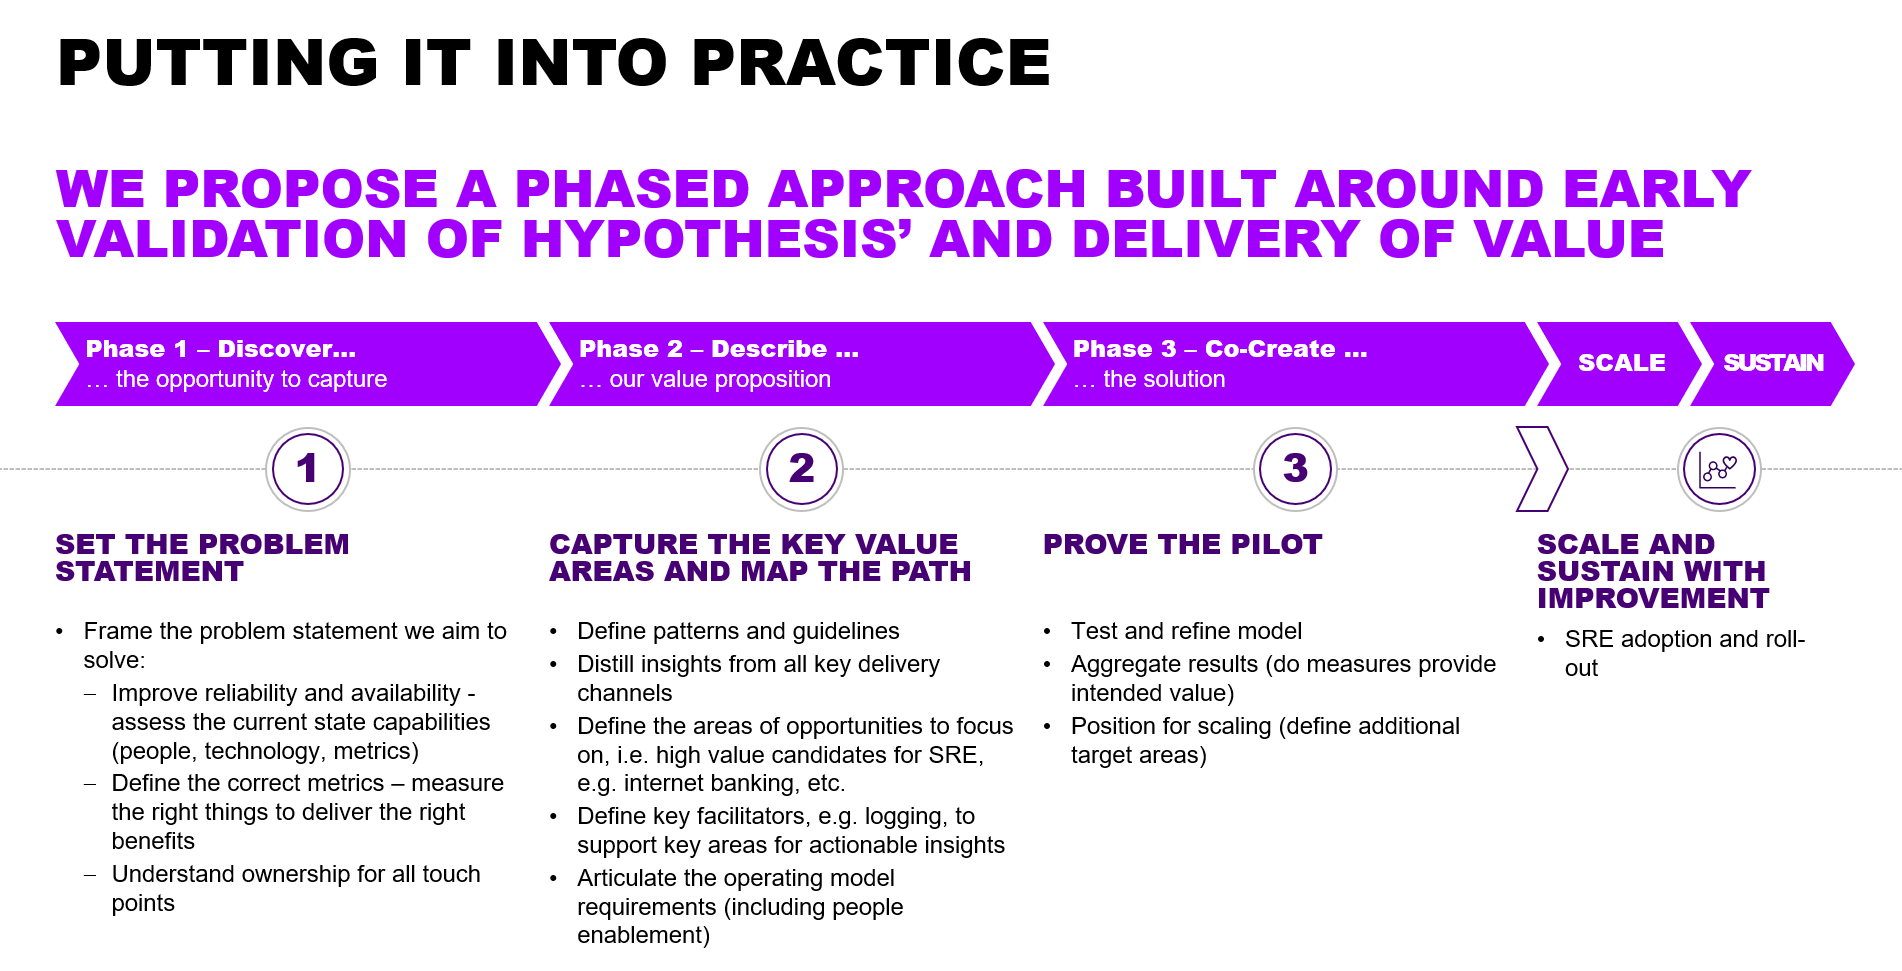 PUTTING IT INTO PRACTICE
WE PROPOSE A PHASED APPROACH BUILT AROUND EARLY
VALIDATION OF HYPOTHESIS’ AND DELIVERY OF VALUE
Phase 1 – Discover...
… the opportunity to capture
Phase 2 – Describe ...
… our value proposition
Phase 3 – Co-Create ...
… the solution
SCALE
SUSTAIN
1
2
3
SET THE PROBLEM
STATEMENT
• Frame the problem statement we aim to
solve:
– Improve reliability and availability -
assess the current state capabilities
(people, technology, metrics)
– Define the correct metrics – measure
the right things to deliver the right
benefits
– Understand ownership for all touch
points
CAPTURE THE KEY VALUE
AREAS AND MAP THE PATH
• Define patterns and guidelines
• Distill insights from all key delivery
channels
• Define the areas of opportunities to focus
on, i.e. high value candidates for SRE,
e.g. internet banking, etc.
• Define key facilitators, e.g. logging, to
support key areas for actionable insights
• Articulate the operating model
requirements (including people
enablement)
PROVE THE PILOT
• Test and refine model
• Aggregate results (do measures provide
intended value)
• Position for scaling (define additional
target areas)
SCALE AND
SUSTAIN WITH
IMPROVEMENT
• SRE adoption and roll-
out